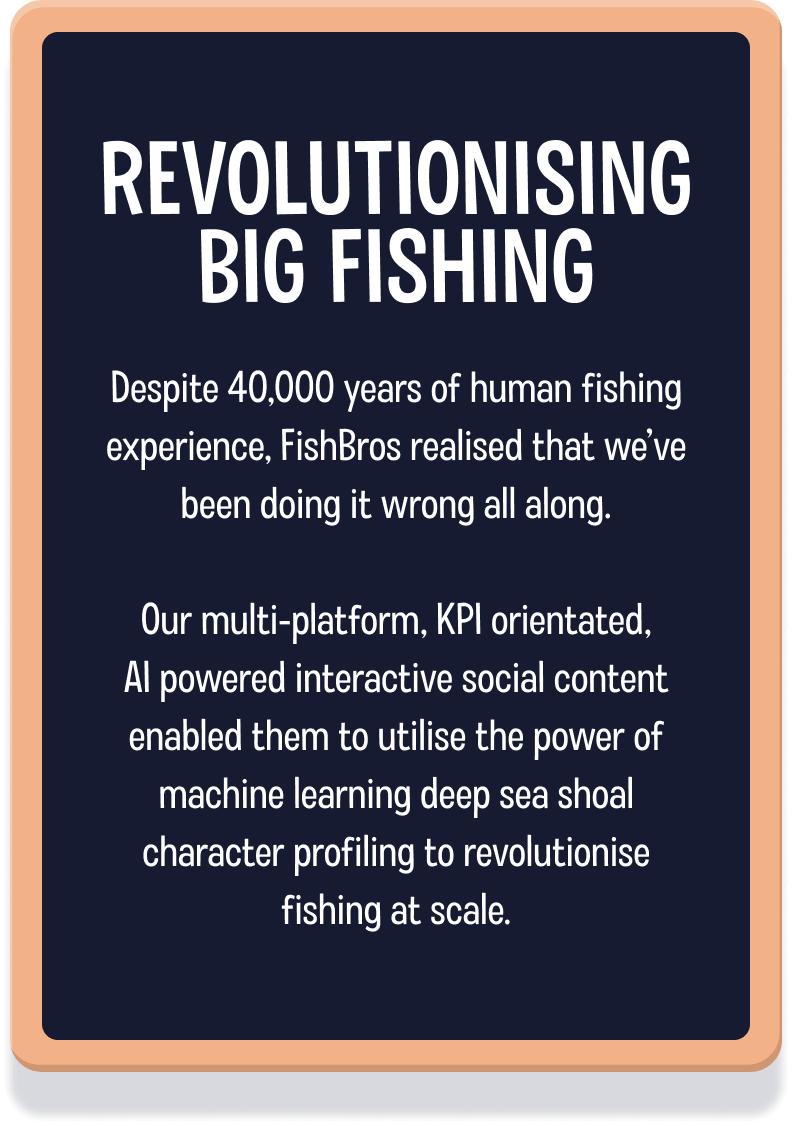 REVOLUTIONISING
BIG FISHING
Despite 40,000 years of human fishing
experience, FishBros realised that we’ve
been doing it wrong all along.
Our multi-platform, KPI orientated,
AI powered interactive social content
enabled them to utilise the power of
machine learning deep sea shoal
character profiling to revolutionise
fishing at scale.